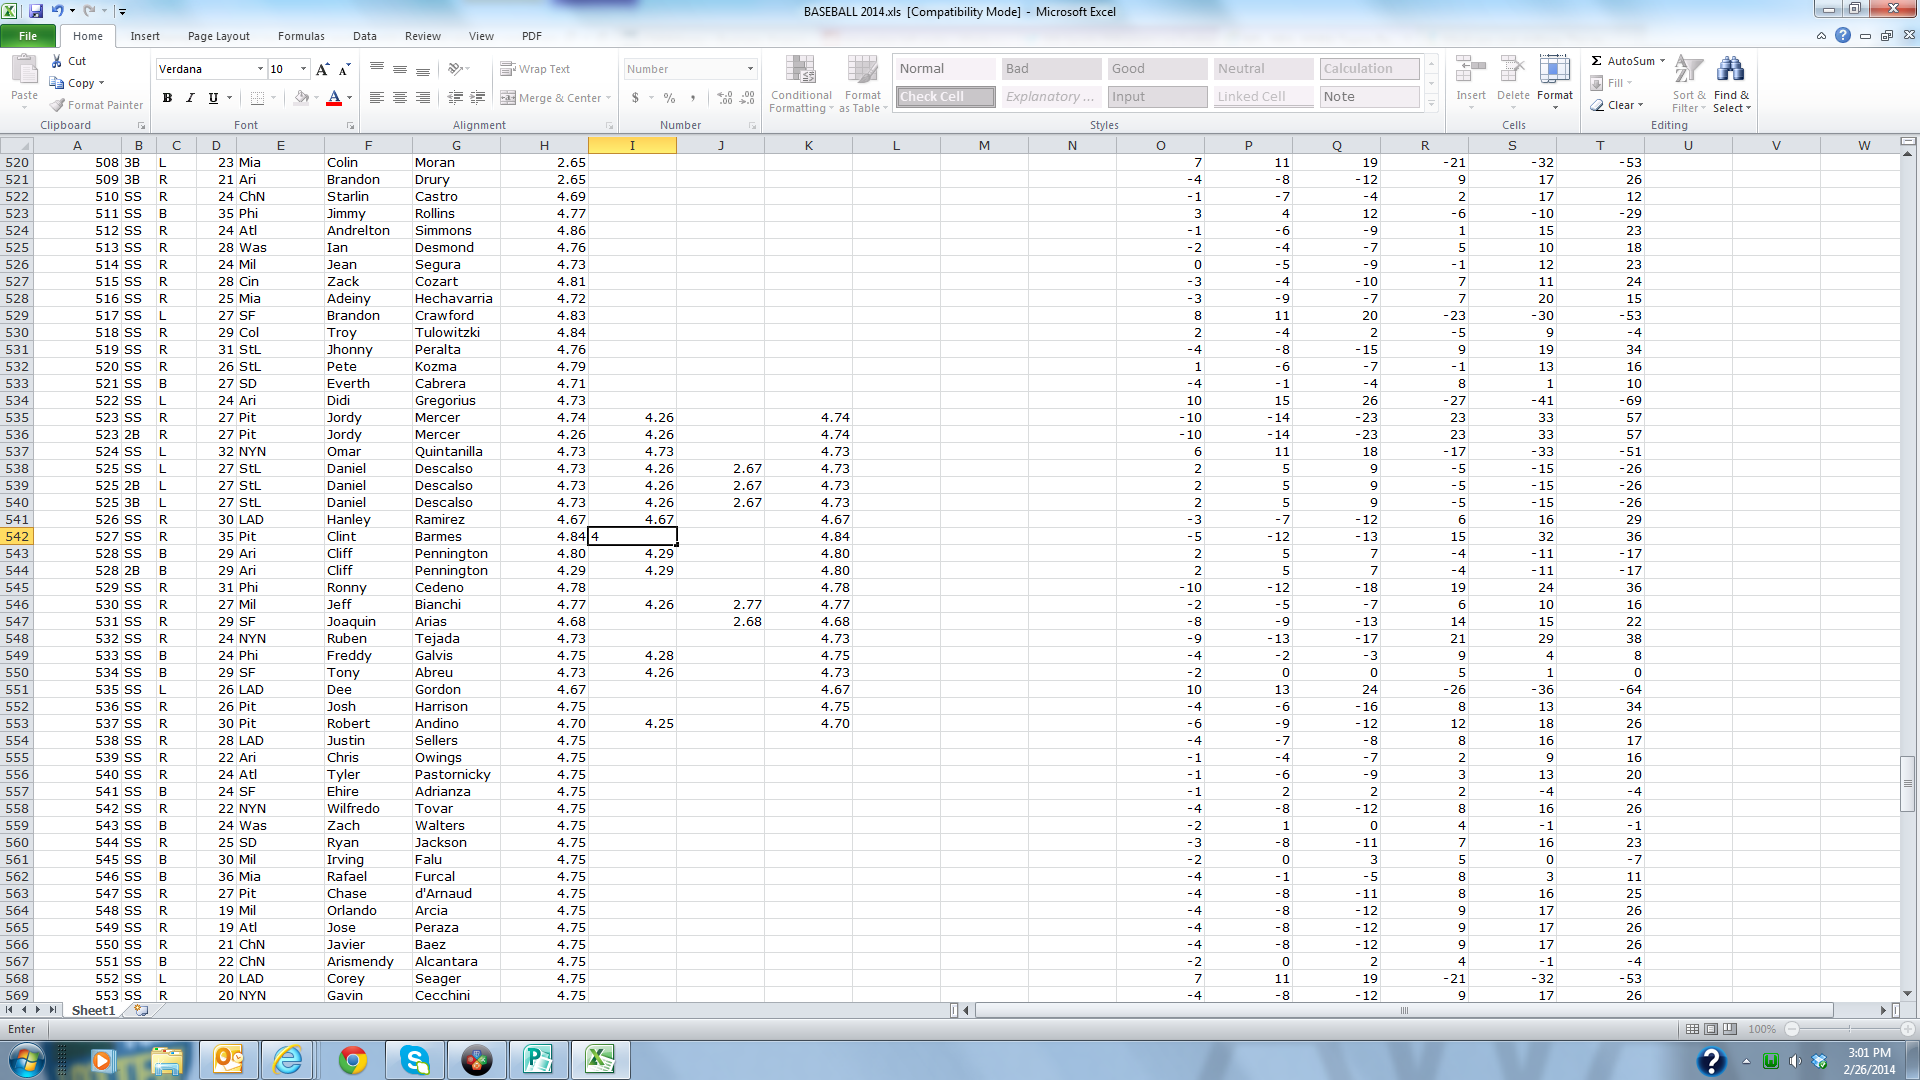 BASEBALL 2014.xls [Compatibility Mode] - Microsoft Excel
File Home Insert Page Layout Formulas Data Review View PDF
Paste Cut Copy Format Painter
Verdana 10
B I U A
Wrap Text
Merge & Center
Number
$ % ,
Conditional Formatting Format as Table
Normal Bad Good Neutral Calculation
Check Cell Explanatory ... Input Linked Cell Note
Insert Delete Format
AutoSum Fill Clear Sort & Filter Find & Select
Clipboard Font Alignment Number Styles Cells Editing
A B C D E F G H I J K L M N O P Q R S T U V W
520 508 3B L 23 Mia Colin Moran 2.65 7 11 19 -21 -32 -53
521 509 3B R 21 Ari Brandon Drury 2.65 -4 -8 -12 9 17 26
522 510 SS R 24 ChN Starlin Castro 4.69 -1 -7 -4 2 17 12
523 511 SS B 35 Phi Jimmy Rollins 4.77 3 4 12 -6 -10 -29
524 512 SS R 24 Atl Andrelton Simmons 4.86 -1 -6 -9 1 15 23
525 513 SS R 28 Was Ian Desmond 4.76 -2 -4 -7 5 10 18
526 514 SS R 24 Mil Jean Segura 4.73 0 -5 -9 -1 12 23
527 515 SS R 28 Cin Zack Cozart 4.81 -3 -4 -10 7 11 24
528 516 SS R 25 Mia Adeiny Hechavarria 4.72 -3 -9 -7 7 20 15
529 517 SS L 27 SF Brandon Crawford 4.83 8 11 20 -23 -30 -53
530 518 SS R 29 Col Troy Tulowitzki 4.84 2 -4 2 -5 9 -4
531 519 SS R 31 StL Jhonny Peralta 4.76 -4 -8 -15 9 19 34
532 520 SS R 26 StL Pete Kozma 4.79 1 -6 -7 -1 13 16
533 521 SS B 27 SD Everth Cabrera 4.71 -4 -1 -4 8 1 10
534 522 SS L 24 Ari Didi Gregorius 4.73 10 15 26 -27 -41 -69
535 523 SS R 27 Pit Jordy Mercer 4.74 4.26 4.74 -10 -14 -23 23 33 57
536 523 2B R 27 Pit Jordy Mercer 4.26 4.26 4.74 -10 -14 -23 23 33 57
537 524 SS L 32 NYN Omar Quintanilla 4.73 4.73 4.73 6 11 18 -17 -33 -51
538 525 SS L 27 StL Daniel Descalso 4.73 4.26 2.67 4.73 2 5 9 -5 -15 -26
539 525 2B L 27 StL Daniel Descalso 4.73 4.26 2.67 4.73 2 5 9 -5 -15 -26
540 525 3B L 27 StL Daniel Descalso 4.73 4.26 2.67 4.73 2 5 9 -5 -15 -26
541 526 SS R 30 LAD Hanley Ramirez 4.67 4.67 4.67 -3 -7 -12 6 16 29
542 527 SS R 35 Pit Clint Barmes 4.84 4 4.84 -5 -12 -13 15 32 36
543 528 SS B 29 Ari Cliff Pennington 4.80 4.29 4.80 2 5 7 -4 -11 -17
544 528 2B B 29 Ari Cliff Pennington 4.29 4.29 4.80 2 5 7 -4 -11 -17
545 529 SS R 31 Phi Ronny Cedeno 4.78 4.78 -10 -12 -18 19 24 36
546 530 SS R 27 Mil Jeff Bianchi 4.77 4.26 2.77 4.77 -2 -5 -7 6 10 16
547 531 SS R 29 SF Joaquin Arias 4.68 2.68 4.68 -8 -9 -13 14 15 22
548 532 SS R 24 NYN Ruben Tejada 4.73 4.73 -9 -13 -17 21 29 38
549 533 SS B 24 Phi Freddy Galvis 4.75 4.28 4.75 -4 -2 -3 9 4 8
550 534 SS B 29 SF Tony Abreu 4.73 4.26 4.73 -2 0 0 5 1 0
551 535 SS L 26 LAD Dee Gordon 4.67 4.67 10 13 24 -26 -36 -64
552 536 SS R 26 Pit Josh Harrison 4.75 4.75 -4 -6 -16 8 13 34
553 537 SS R 30 Pit Robert Andino 4.70 4.25 4.70 -6 -9 -12 12 18 26
554 538 SS R 28 LAD Justin Sellers 4.75 -4 -7 -8 8 16 17
555 539 SS R 22 Ari Chris Owings 4.75 -1 -4 -7 2 9 16
556 540 SS R 24 Atl Tyler Pastornicky 4.75 -1 -6 -9 3 13 20
557 541 SS B 24 SF Ehire Adrianza 4.75 -1 2 2 2 -4 -4
558 542 SS R 22 NYN Wilfredo Tovar 4.75 -4 -8 -12 8 16 26
559 543 SS B 24 Was Zach Walters 4.75 -2 1 0 4 -1 -1
560 544 SS R 25 SD Ryan Jackson 4.75 -3 -8 -11 7 16 23
561 545 SS B 30 Mil Irving Falu 4.75 -2 0 3 5 0 -7
562 546 SS B 36 Mia Rafael Furcal 4.75 -4 -1 -5 8 3 11
563 547 SS R 27 Pit Chase d'Arnaud 4.75 -4 -8 -11 8 16 25
564 548 SS R 19 Mil Orlando Arcia 4.75 -4 -8 -12 9 17 26
565 549 SS R 19 Atl Jose Peraza 4.75 -4 -8 -12 9 17 26
566 550 SS R 21 ChN Javier Baez 4.75 -4 -8 -12 9 17 26
567 551 SS B 22 ChN Arismendy Alcantara 4.75 -2 0 2 4 -1 -4
568 552 SS L 20 LAD Corey Seager 4.75 7 11 19 -21 -32 -53
569 553 SS R 20 NYN Gavin Cecchini 4.75 -4 -8 -12 9 17 26
Sheet1
Enter 100%
3:01 PM
2/26/2014